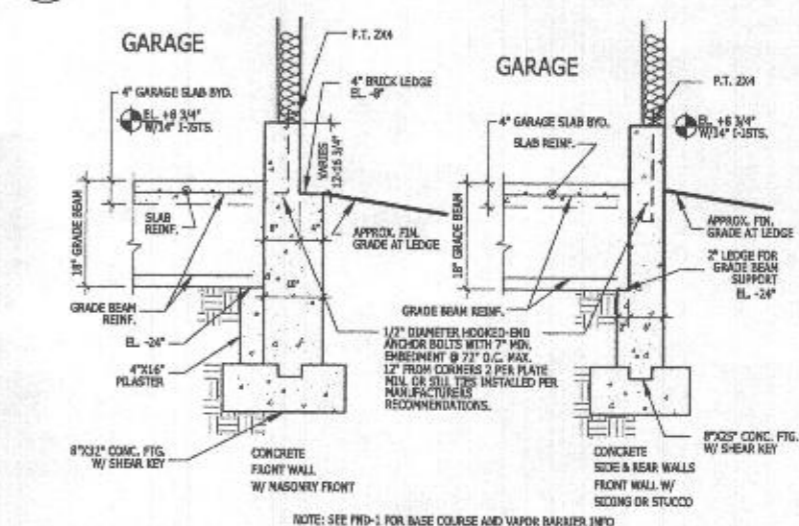 GARAGE
P.T. 2X4
4" GARAGE SLAB BYD.
4" BRICK LEDGE
EL. -8"
EL. +8 3/4"
W/14" I-JSTS.
VARIES
12-16 3/4"
18" GRADE BEAM
SLAB
REINF.
8"
4"
APPROX. FIN.
GRADE AT LEDGE
GRADE BEAM
REINF.
EL. -24"
4"X16"
PILASTER
8"X32" CONC. FTG.
W/ SHEAR KEY
CONCRETE
FRONT WALL
W/ MASONRY FRONT
1/2" DIAMETER HOOKED-END
ANCHOR BOLTS WITH 7" MIN.
EMBEDMENT @ 72" O.C. MAX.
12" FROM CORNERS 2 PER PLATE
MIN. OR SILL TIES INSTALLED PER
MANUFACTURERS
RECOMMENDATIONS.
GARAGE
P.T. 2X4
4" GARAGE SLAB BYD.
SLAB REINF.
EL. +8 3/4"
W/14" I-JSTS.
18" GRADE BEAM
APPROX. FIN.
GRADE AT LEDGE
2" LEDGE FOR
GRADE BEAM
SUPPORT
EL. -24"
GRADE BEAM REINF.
8"X25" CONC. FTG.
W/ SHEAR KEY
CONCRETE
SIDE & REAR WALLS
FRONT WALL W/
SIDING OR STUCCO
NOTE: SEE FND-1 FOR BASE COURSE AND VAPOR BARRIER INFO